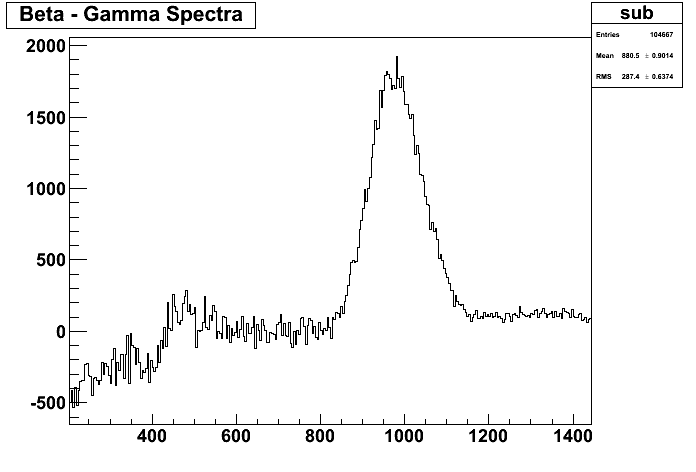 Beta - Gamma Spectra
sub
Entries 104667
Mean 880.5 ± 0.9014
RMS 287.4 ± 0.6374
2000
1500
1000
500
0
-500
400 600 800 1000 1200 1400